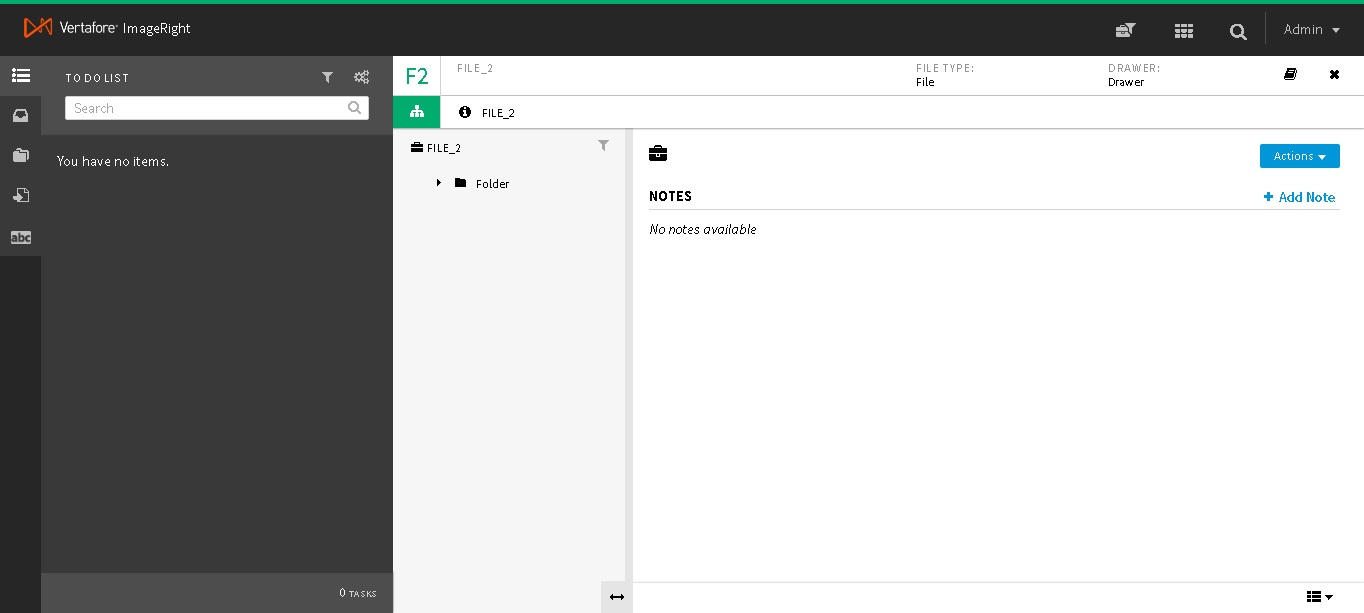 Vertafore® ImageRight
Admin
TO DO LIST
Search
You have no items.
0 TASKS
F2
FILE_2
FILE TYPE:
File
DRAWER:
Drawer
FILE_2
abc
FILE_2
Folder
Actions
NOTES
Add Note
No notes available